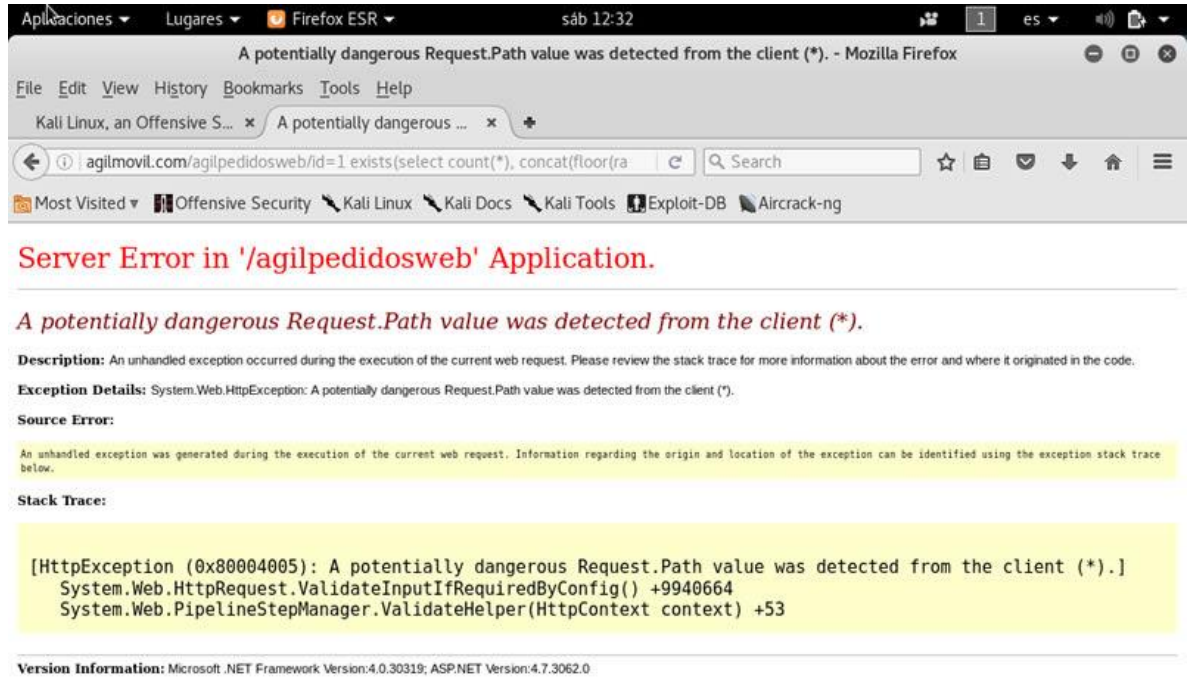 Aplicaciones Lugares Firefox ESR sáb 12:32 1 es
A potentially dangerous Request.Path value was detected from the client (*). - Mozilla Firefox
File Edit View History Bookmarks Tools Help
Kali Linux, an Offensive S... A potentially dangerous ...
agilmovil.com/agilpedidosweb/id=1 exists(select count(*), concat(floor(ra Search
Most Visited Offensive Security Kali Linux Kali Docs Kali Tools Exploit-DB Aircrack-ng
Server Error in '/agilpedidosweb' Application.
A potentially dangerous Request.Path value was detected from the client (*).
Description: An unhandled exception occurred during the execution of the current web request. Please review the stack trace for more information about the error and where it originated in the code.
Exception Details: System.Web.HttpException: A potentially dangerous Request.Path value was detected from the client (*).
Source Error:
An unhandled exception was generated during the execution of the current web request. Information regarding the origin and location of the exception can be identified using the exception stack trace
below.
Stack Trace:
[HttpException (0x80004005): A potentially dangerous Request.Path value was detected from the client (*).]
System.Web.HttpRequest.ValidateInputIfRequiredByConfig() +9940664
System.Web.PipelineStepManager.ValidateHelper(HttpContext context) +53
Version Information: Microsoft .NET Framework Version:4.0.30319; ASP.NET Version:4.7.3062.0